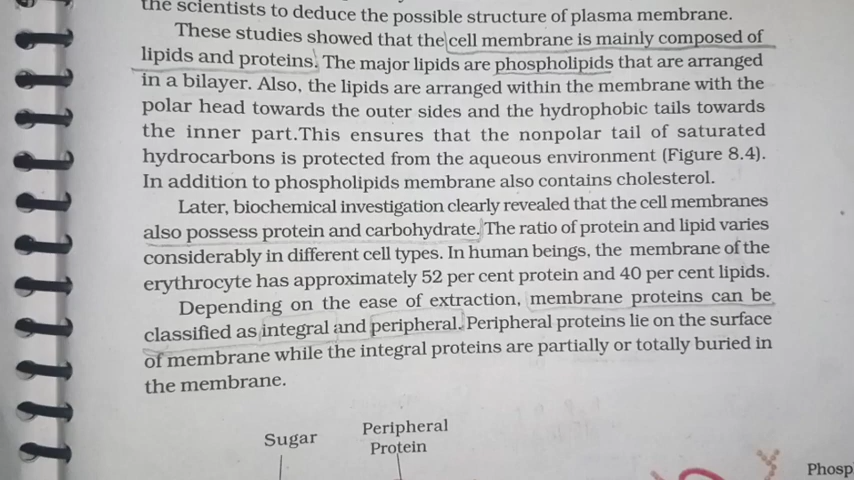 the scientists to deduce the possible structure of plasma membrane.
These studies showed that the cell membrane is mainly composed of
lipids and proteins. The major lipids are phospholipids that are arranged
in a bilayer. Also, the lipids are arranged within the membrane with the
polar head towards the outer sides and the hydrophobic tails towards
the inner part.This ensures that the nonpolar tail of saturated
hydrocarbons is protected from the aqueous environment (Figure 8.4).
In addition to phospholipids membrane also contains cholesterol.
Later, biochemical investigation clearly revealed that the cell membranes
also possess protein and carbohydrate. The ratio of protein and lipid varies
considerably in different cell types. In human beings, the membrane of the
erythrocyte has approximately 52 per cent protein and 40 per cent lipids.
Depending on the ease of extraction, membrane proteins can be
classified as integral and peripheral. Peripheral proteins lie on the surface
of membrane while the integral proteins are partially or totally buried in
the membrane.
Sugar
Peripheral
Protein
Phosp